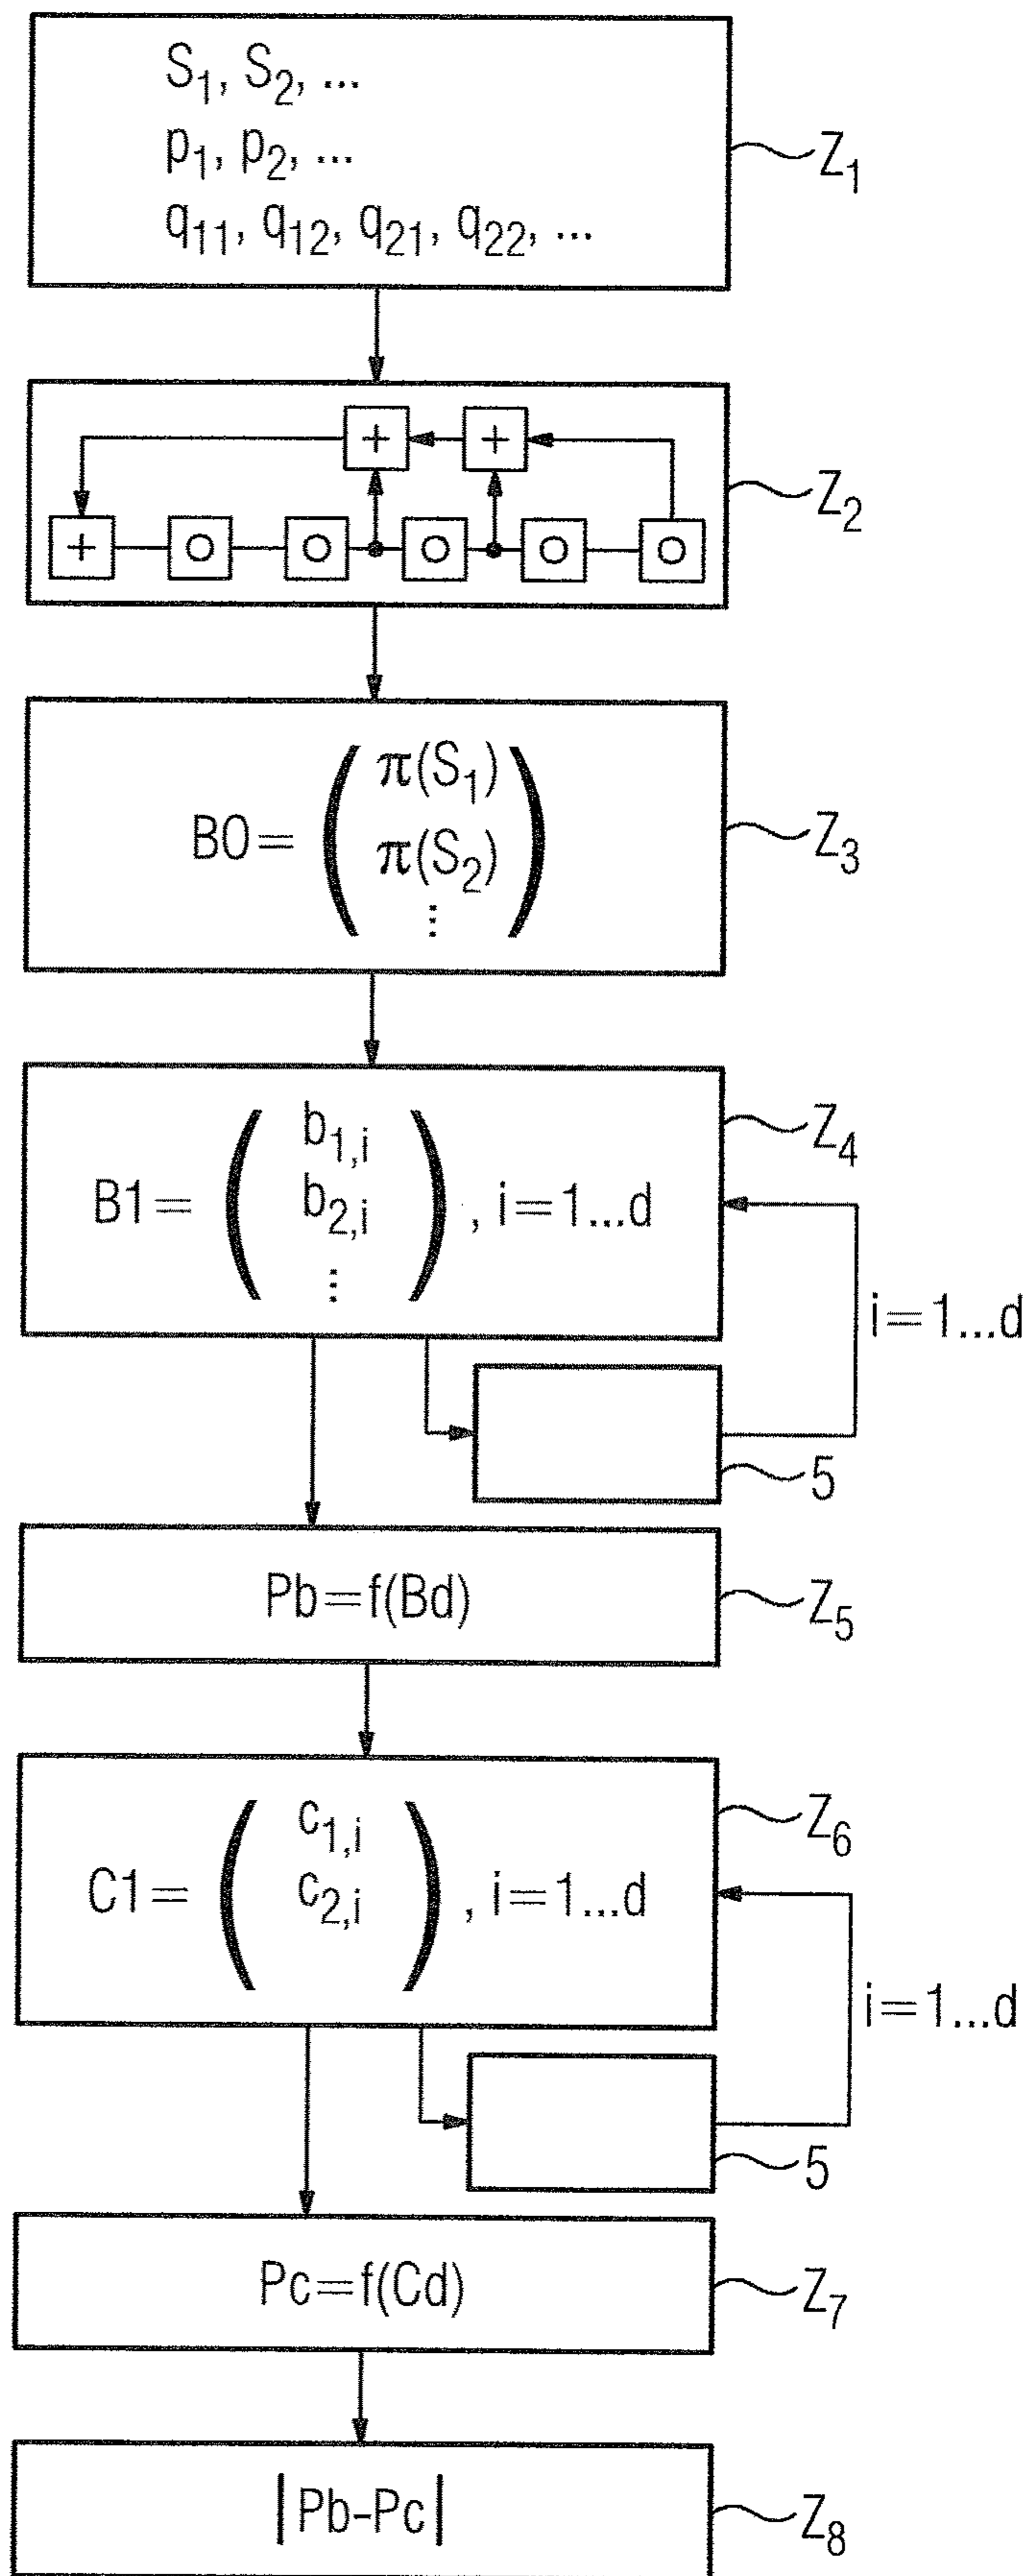 S₁, S₂, ...
p₁, p₂, ...
q₁₁, q₁₂, q₂₁, q₂₂, ...
Z₁
+ +
Z₂
+ O O O O O
π(S₁)
B0= π(S₂)
⋮
Z₃
b₁,ᵢ
B1= ( b₂,ᵢ ) , i=1...d
⋮
Z₄
i=1...d
5
Pb=f(Bd)
Z₅
c₁,ᵢ
C1= ( c₂,ᵢ ) , i=1...d
Z₆
i=1...d
5
Pc=f(Cd)
Z₇
|Pb-Pc|
Z₈